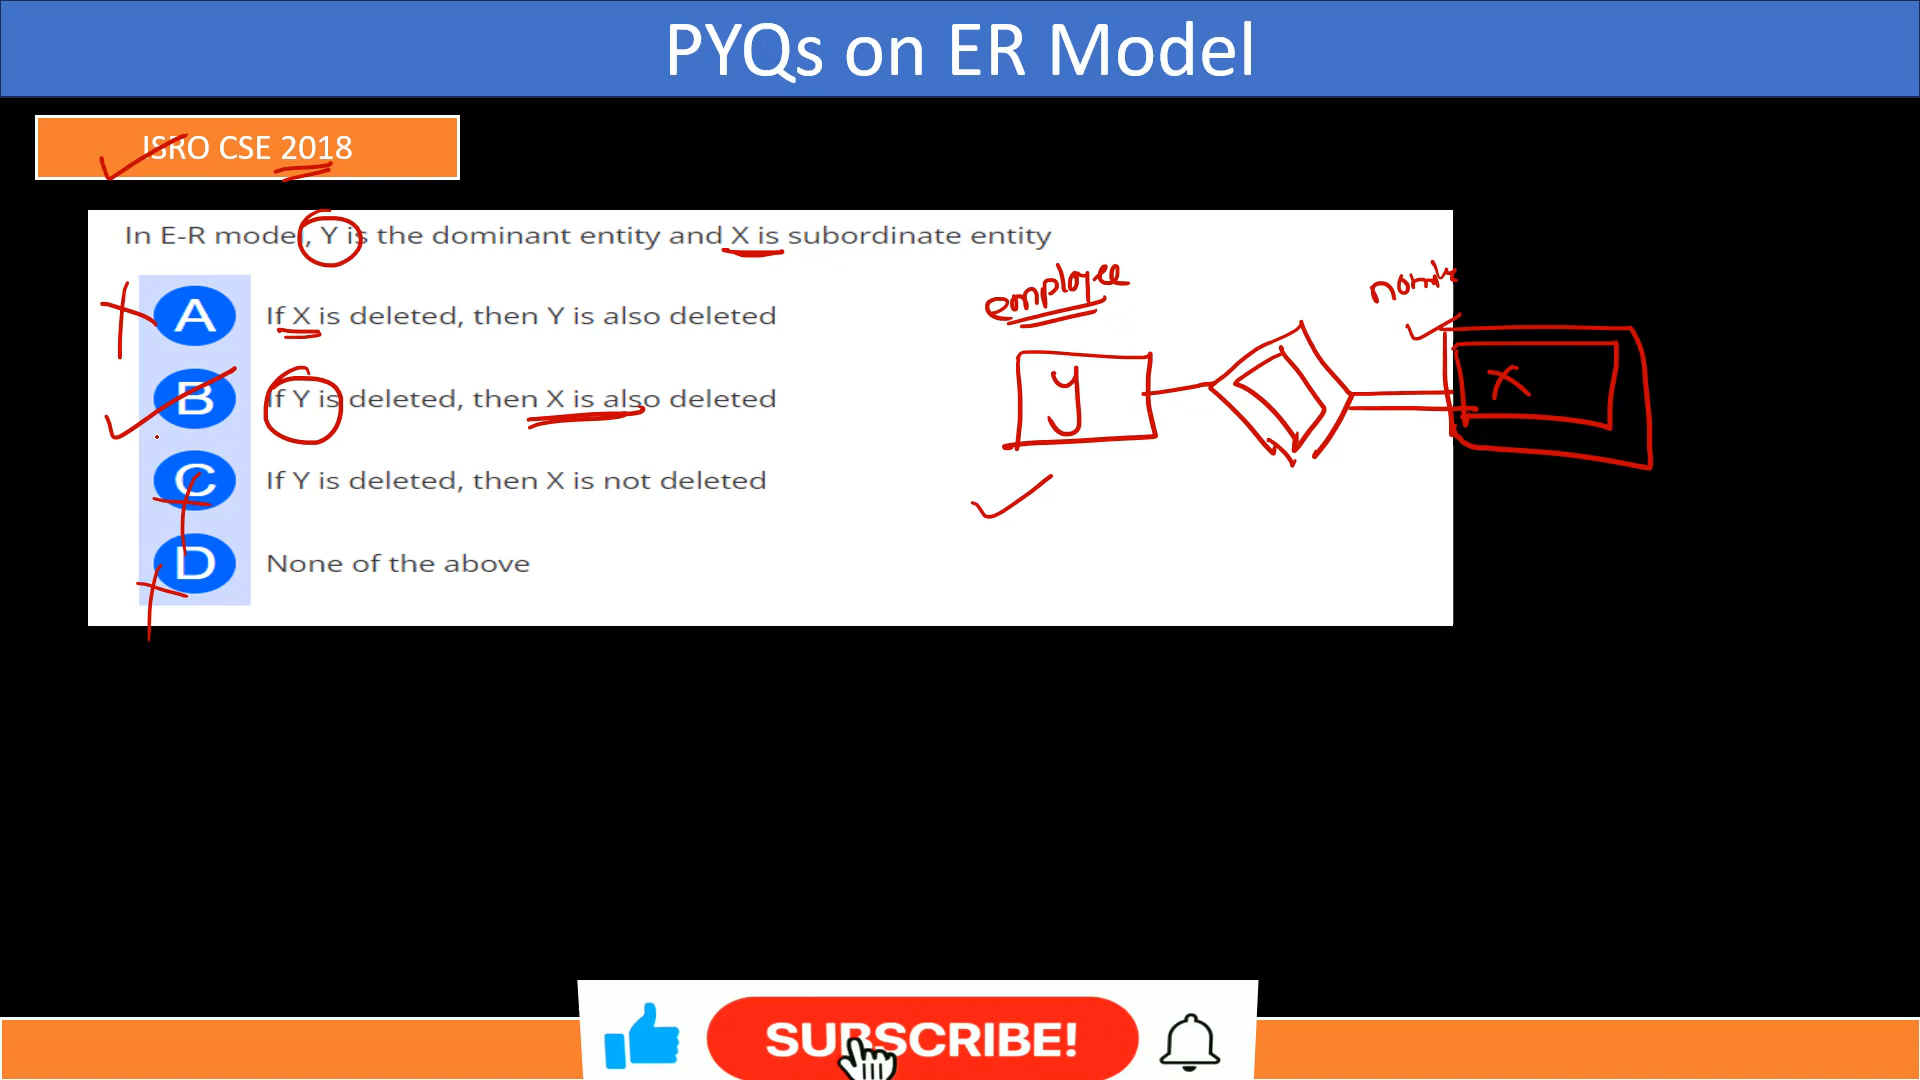 PYQs on ER Model
ISRO CSE 2018
In E-R model, Y is the dominant entity and X is subordinate entity
A If X is deleted, then Y is also deleted
B If Y is deleted, then X is also deleted
C If Y is deleted, then X is not deleted
D None of the above
employee
y
X
SUBSCRIBE!